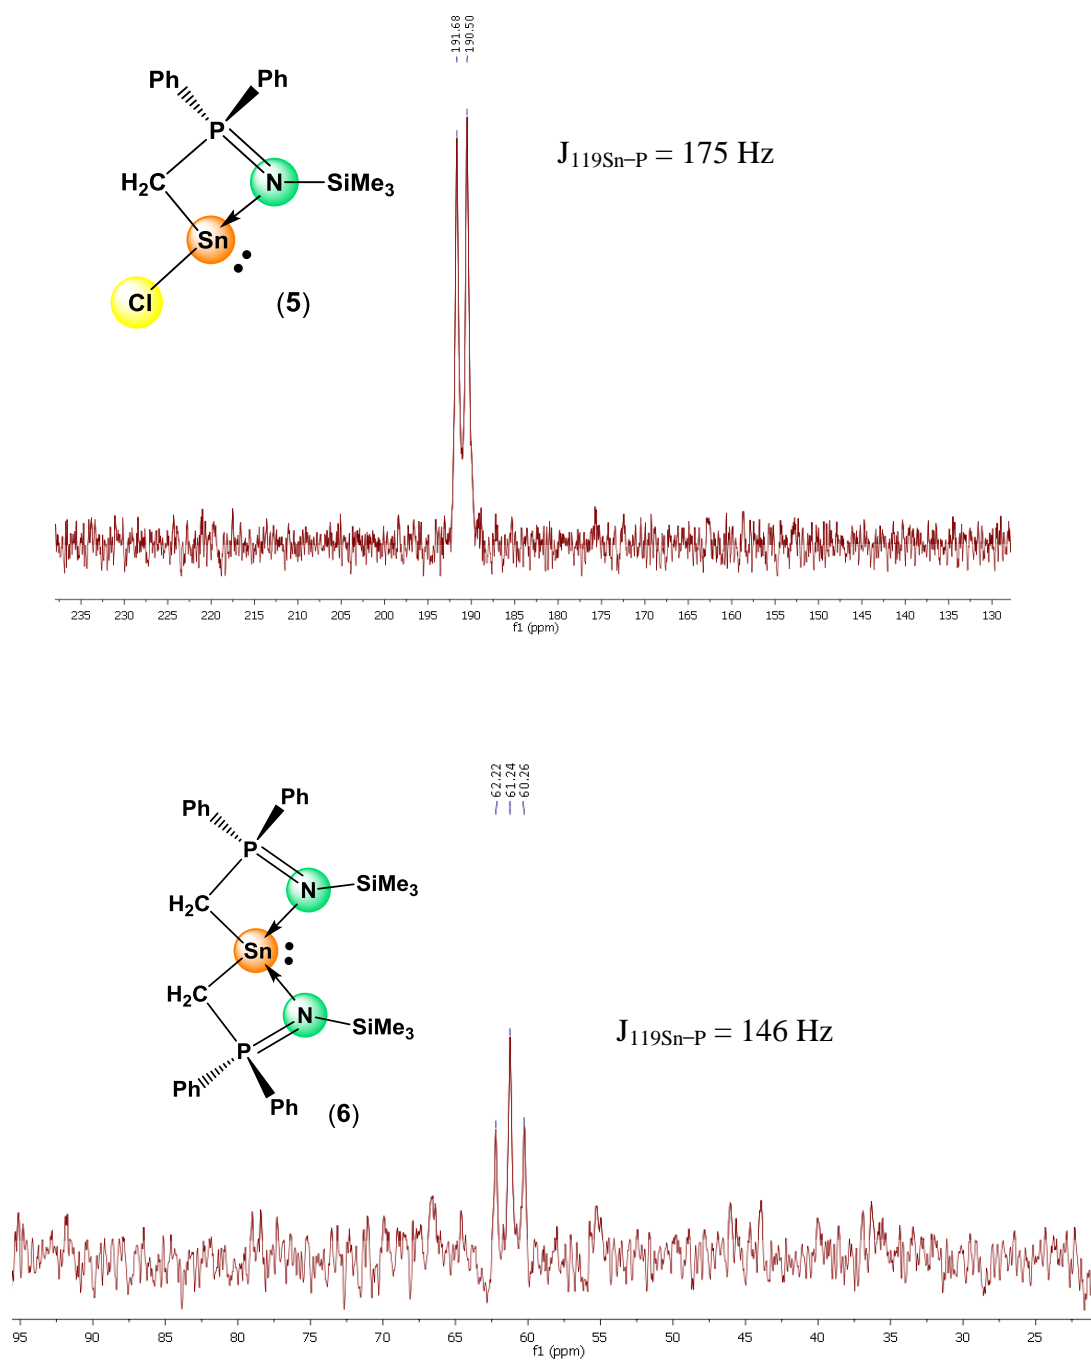 191.68
190.50
Ph
Ph
P
H₂C
N
SiMe₃
Sn
Cl
(5)
J₁₁₉Sn–P = 175 Hz
235 230 225 220 215 210 205 200 195 190 185 180 175 170 165 160 155 150 145 140 135 130
f1 (ppm)
62.22
61.24
60.26
Ph
Ph
P
N
SiMe₃
H₂C
Sn
H₂C
N
SiMe₃
P
Ph
Ph
(6)
J₁₁₉Sn–P = 146 Hz
95 90 85 80 75 70 65 60 55 50 45 40 35 30 25
f1 (ppm)